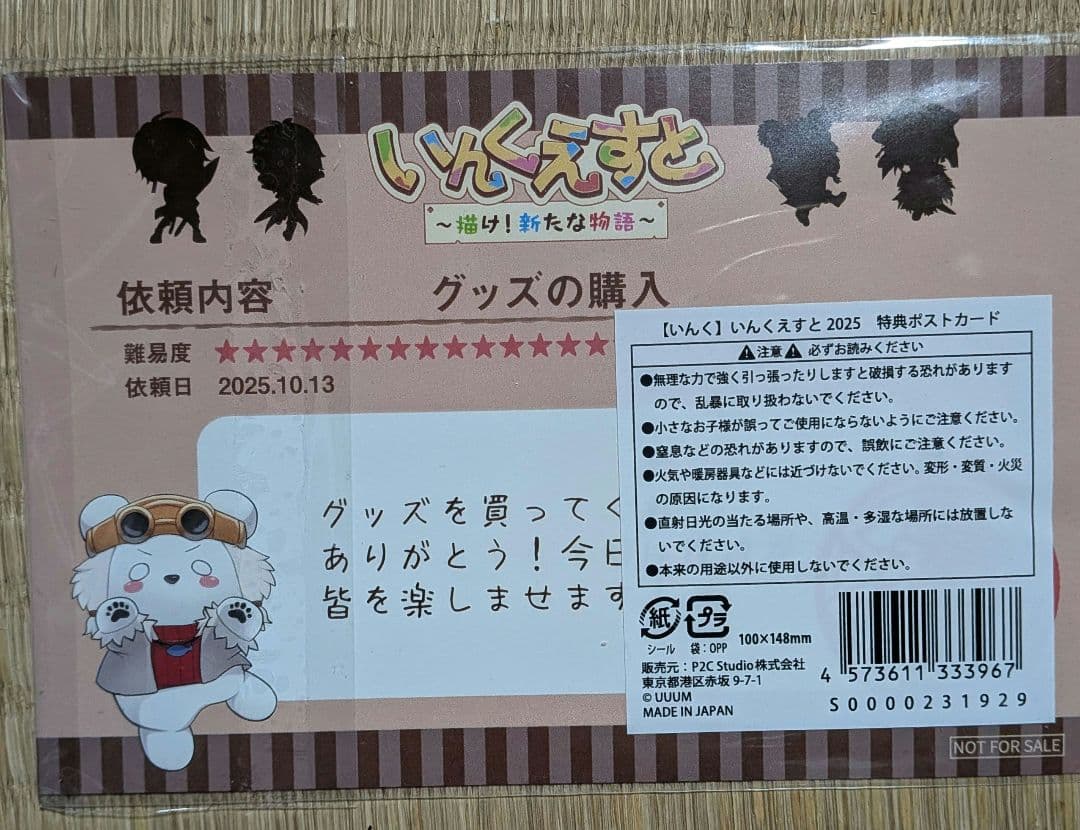 いんくえすと
～描け！新たな物語～
依頼内容 グッズの購入
難易度 ★★★★★★★★★★★★★★
依頼日 2025.10.13
グッズを買って
ありがとう！今
皆を楽しませま
【いんく】いんくえすと2025 特典ポストカード
⚠注意⚠ 必ずお読みください
●無理な力で強く引っ張ったりしますと破損する恐れがあります
ので、乱暴に取り扱わないでください。
●小さなお子様が誤ってご使用にならないようにご注意ください。
●窒息などの恐れがありますので、誤飲にご注意ください。
●火気や暖房器具などには近づけないでください。変形・変質・火災
の原因になります。
●直射日光の当たる場所や、高温・多湿な場所には放置しな
いでください。
●本来の用途以外に使用しないでください。
紙 プラ
シール 袋：OPP 100×148mm
販売元：P2C Studio株式会社
東京都港区赤坂9-7-1
© UUUM
MADE IN JAPAN
4 573611 333967
S0000231929
NOT FOR SALE